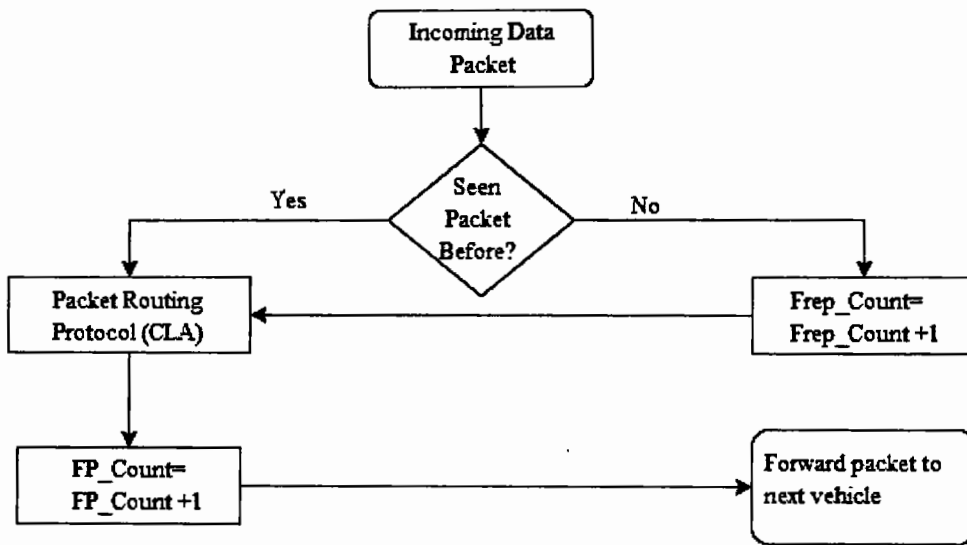 Incoming Data
Packet
Seen
Packet
Before?
Yes
No
Packet Routing
Protocol (CLA)
Frep_Count=
Frep_Count +1
FP_Count=
FP_Count +1
Forward packet to
next vehicle